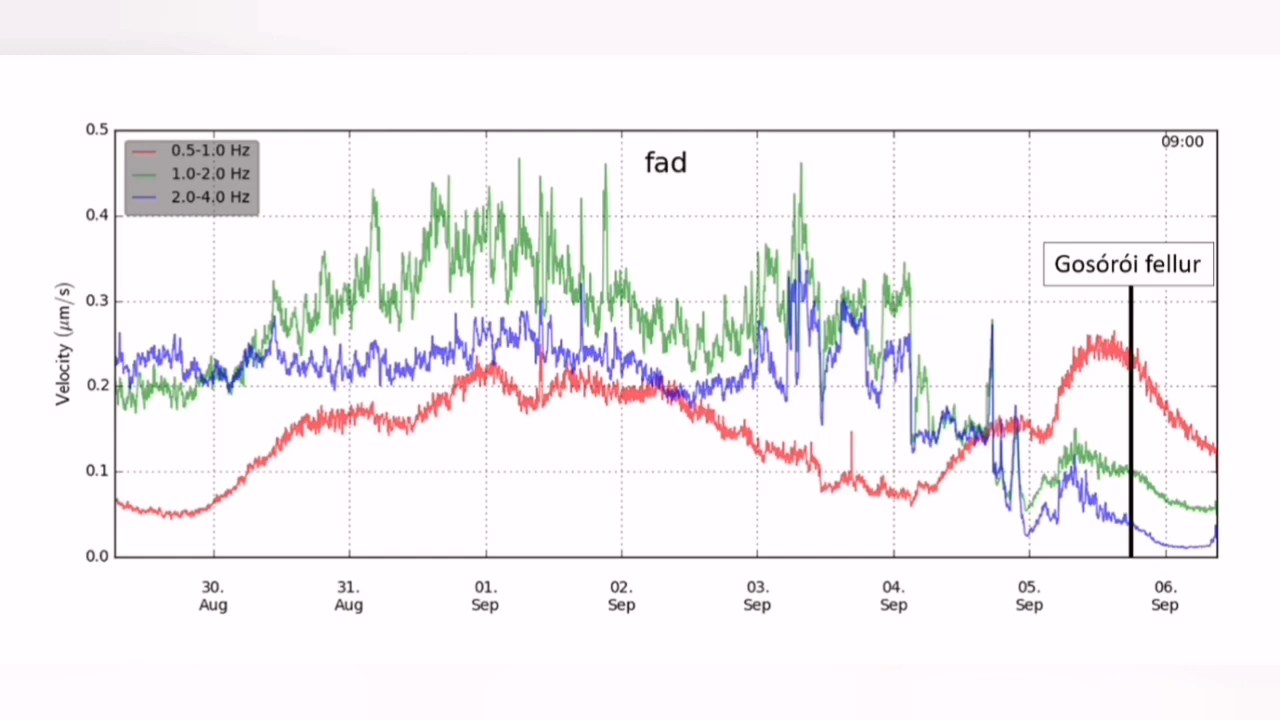 0.5
0.5-1.0 Hz
1.0-2.0 Hz
2.0-4.0 Hz
fad
09:00
0.4
Gosórói fellur
0.3
Velocity (μm/s)
0.2
0.1
0.0
30. 31. 01. 02. 03. 04. 05. 06.
Aug Aug Sep Sep Sep Sep Sep Sep